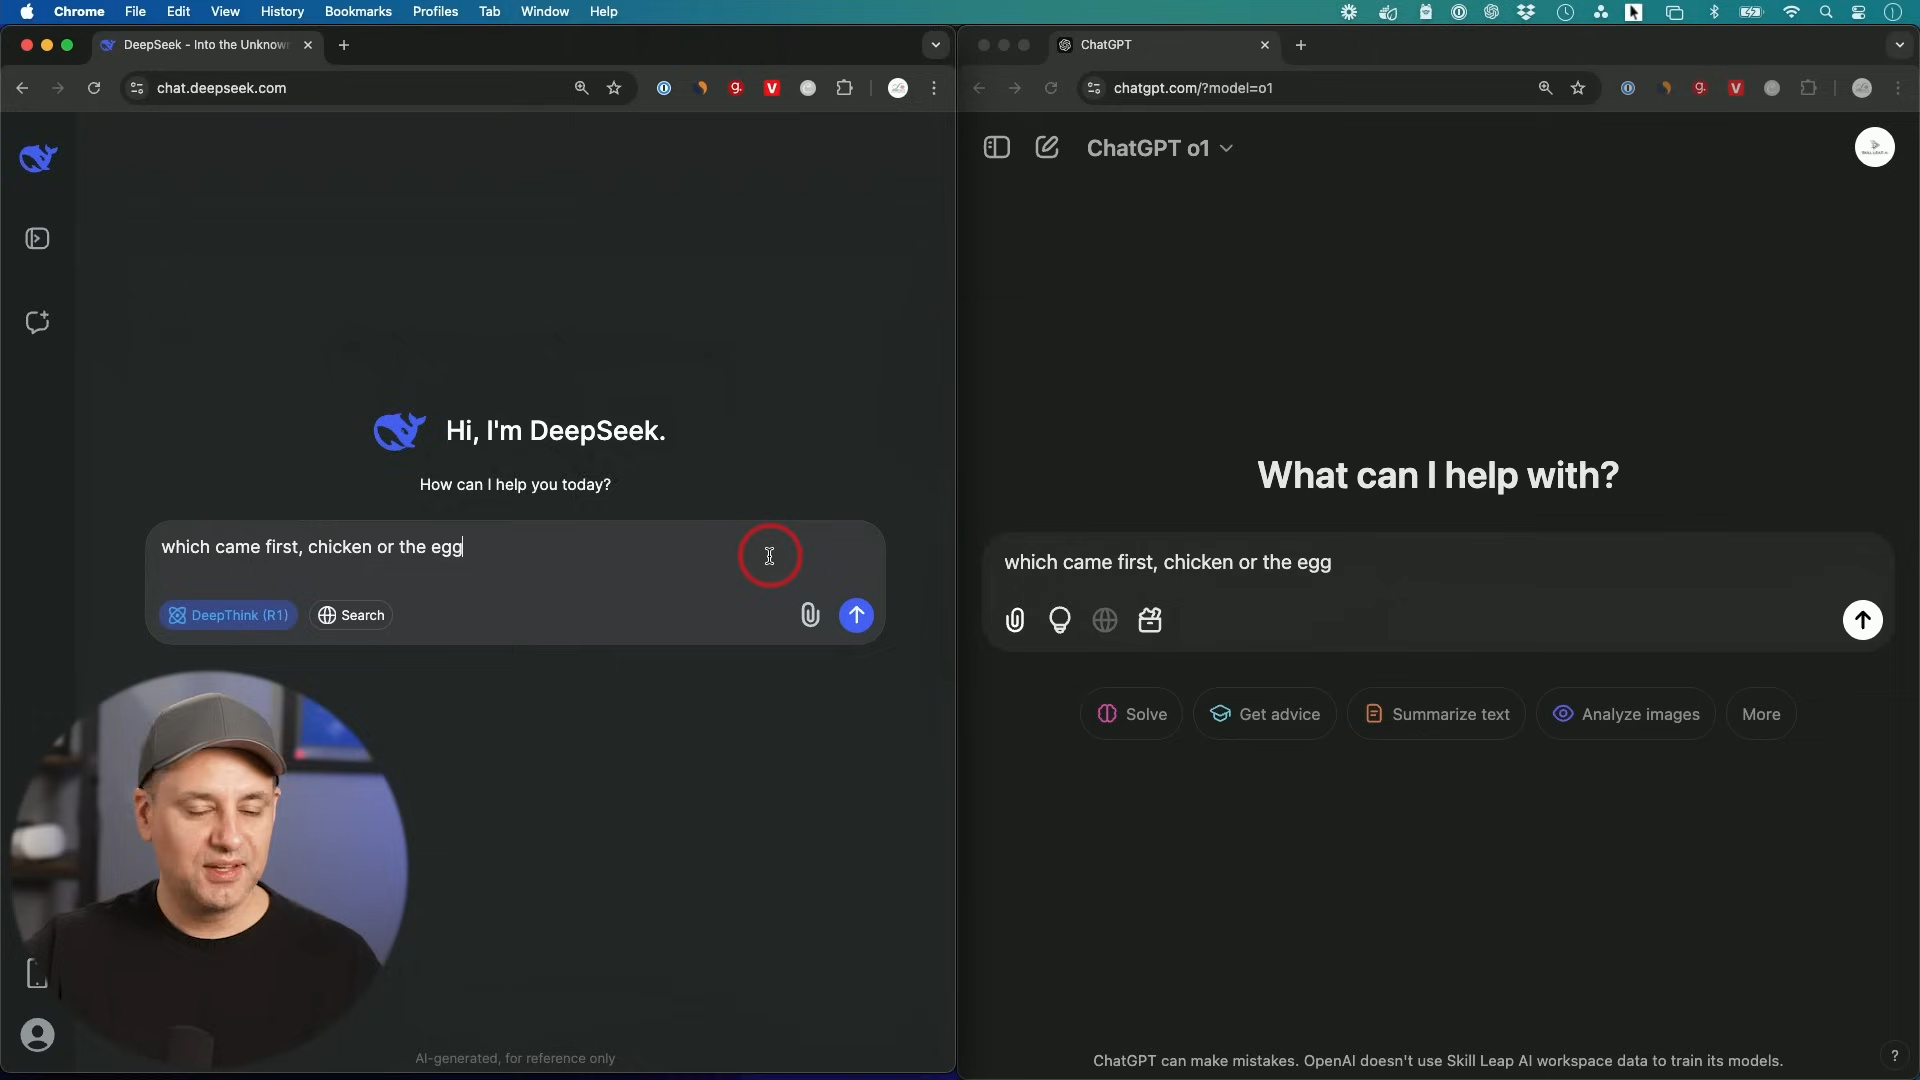 Chrome File Edit View History Bookmarks Profiles Tab Window Help
DeepSeek - Into the Unknow
chat.deepseek.com
Hi, I'm DeepSeek.
How can I help you today?
which came first, chicken or the egg
DeepThink (R1) Search
AI-generated, for reference only
ChatGPT
chatgpt.com/?model=o1
ChatGPT o1
What can I help with?
which came first, chicken or the egg
Solve Get advice Summarize text Analyze images More
ChatGPT can make mistakes. OpenAI doesn't use Skill Leap AI workspace data to train its models.
?